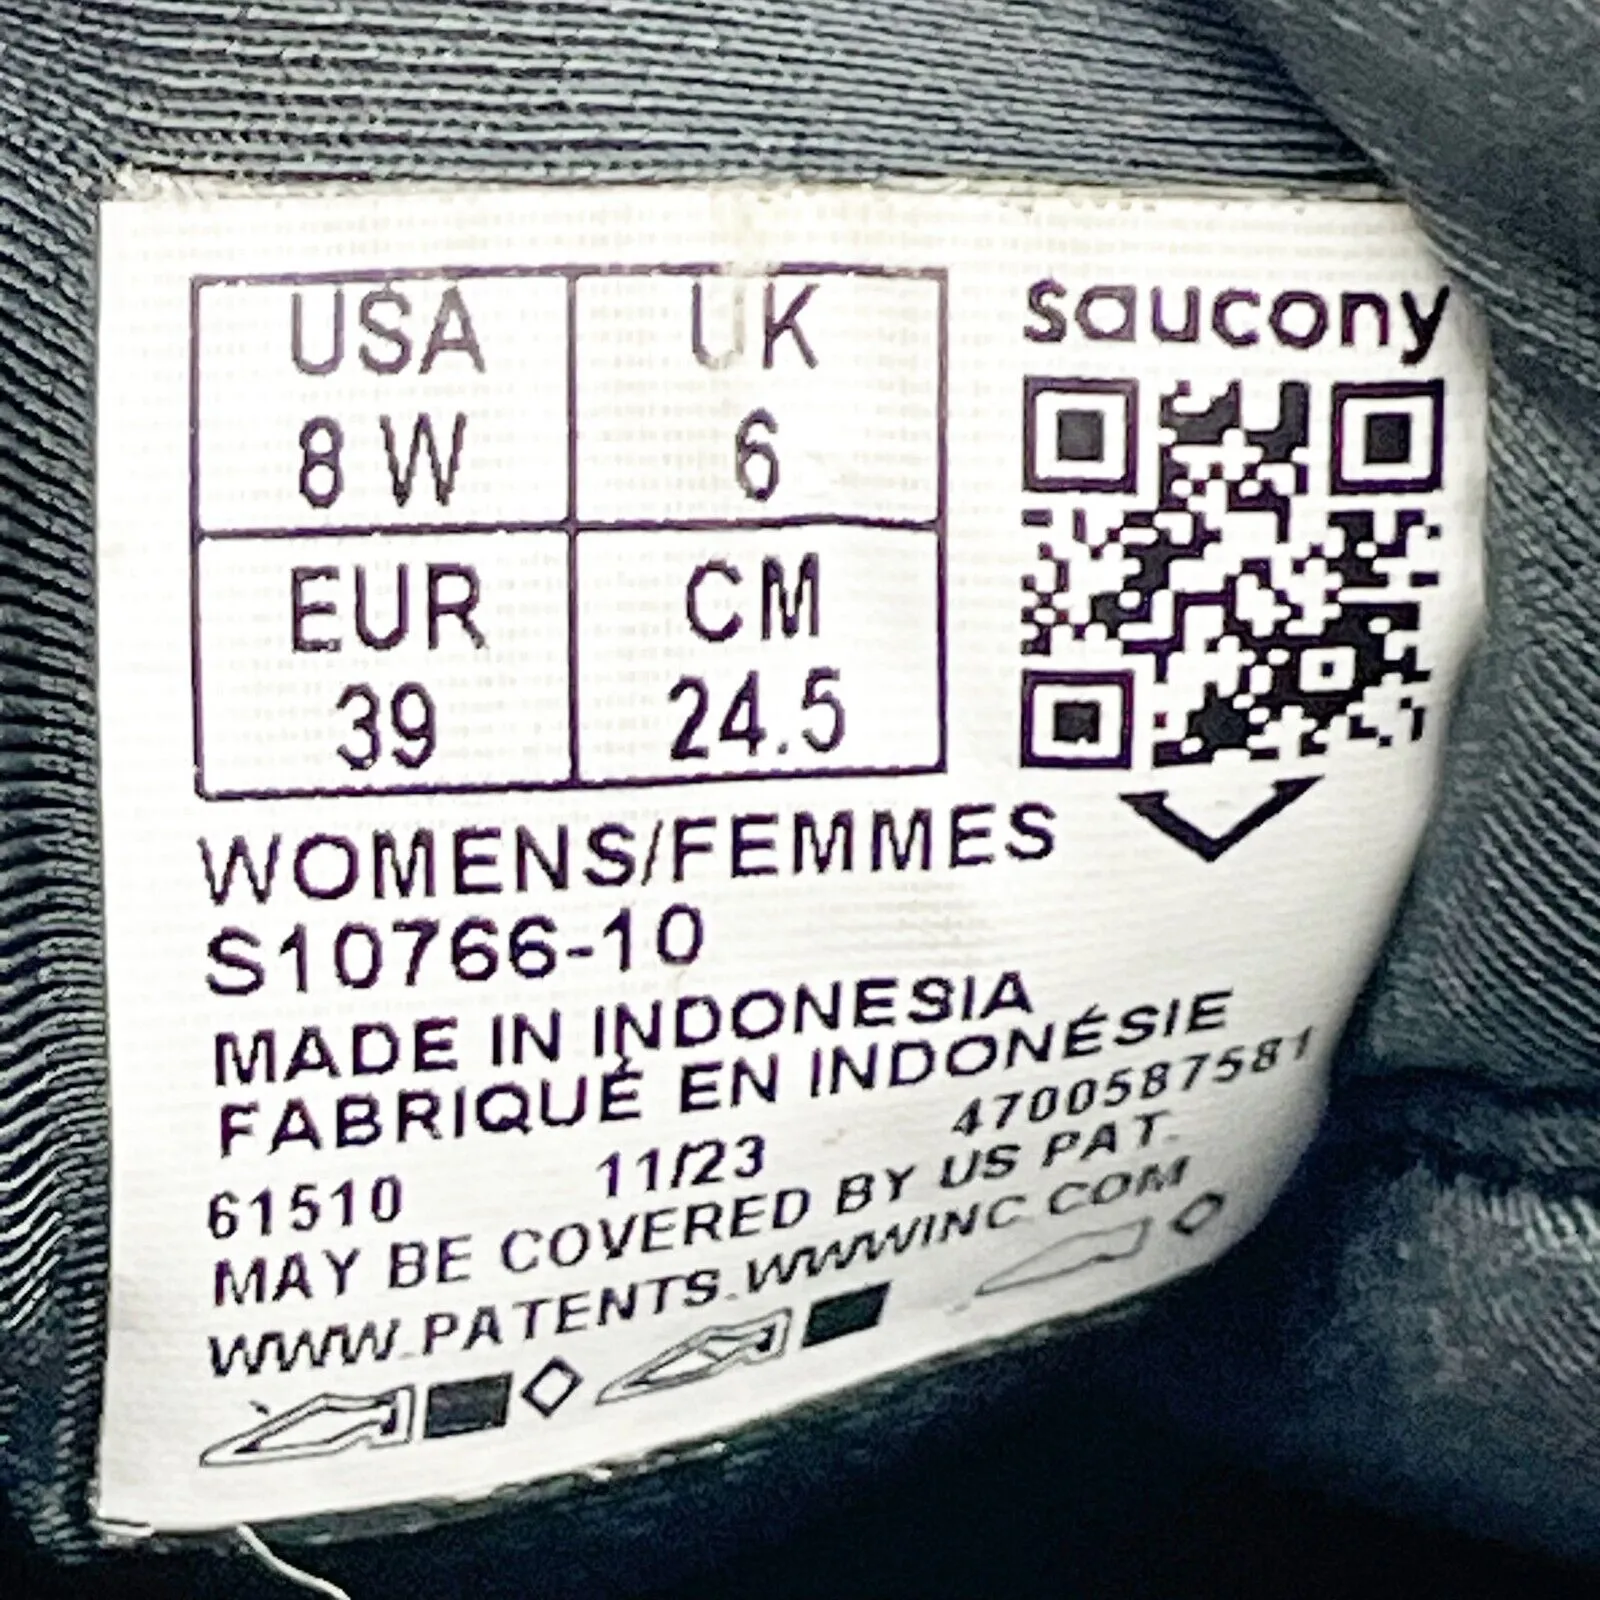 saucony
USA UK
8 W 6
EUR CM
39 24.5
WOMENS/FEMMES
S10766-10
MADE IN INDONESIA
FABRIQUÉ EN INDONÉSIE
61510 11/23 4700587581
MAY BE COVERED BY US PAT.
WWW.PATENTS.WWWINC.COM